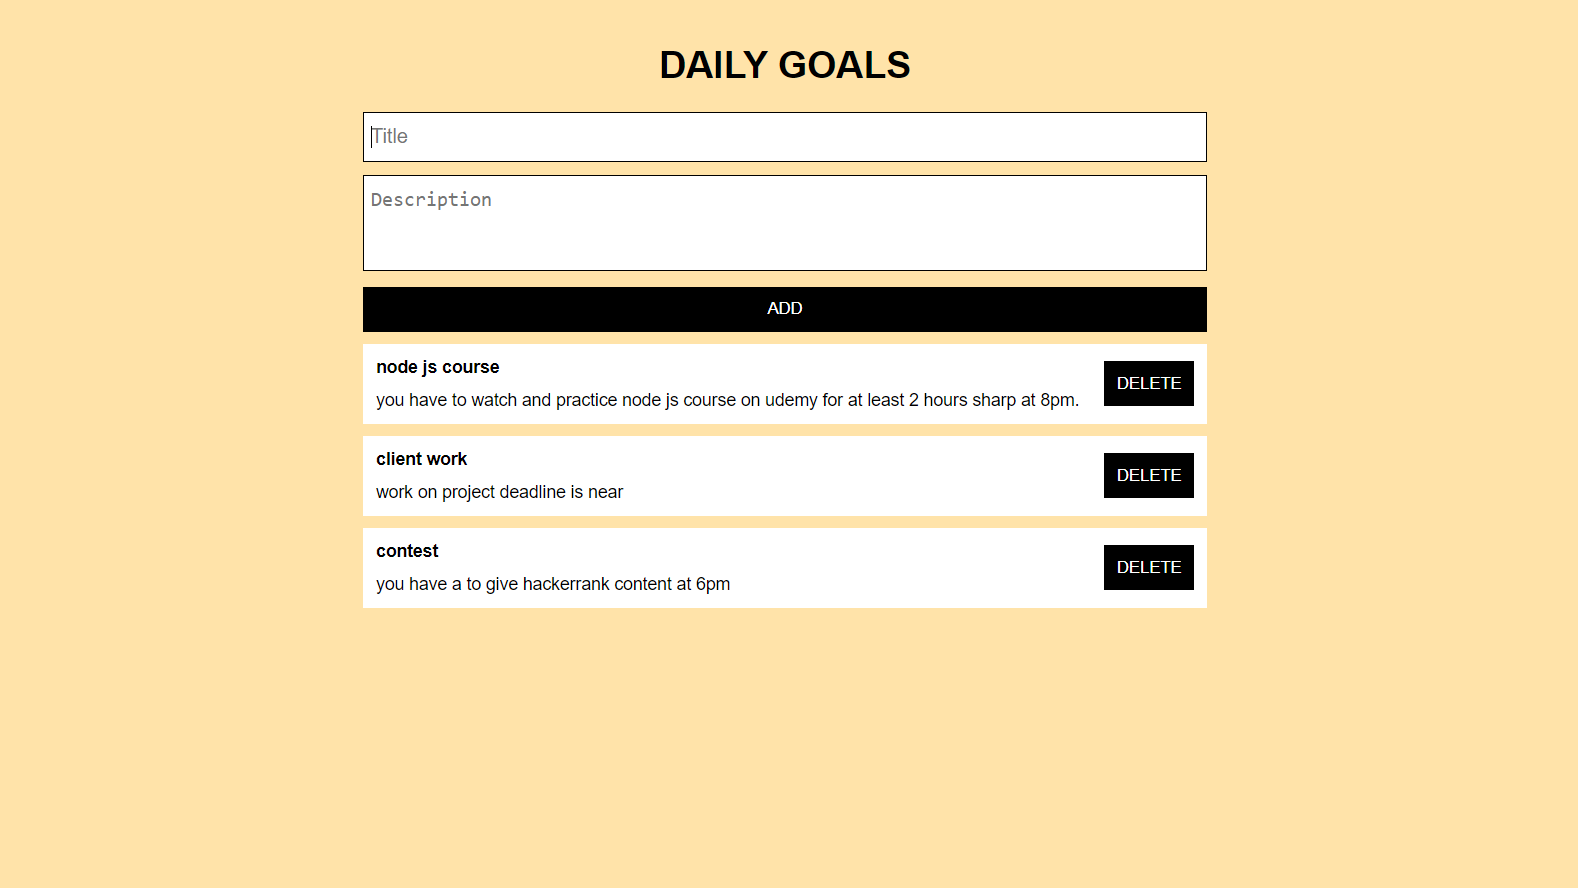 DAILY GOALS
Title
Description
ADD
node js course
you have to watch and practice node js course on udemy for at least 2 hours sharp at 8pm.
DELETE
client work
work on project deadline is near
DELETE
contest
you have a to give hackerrank content at 6pm
DELETE